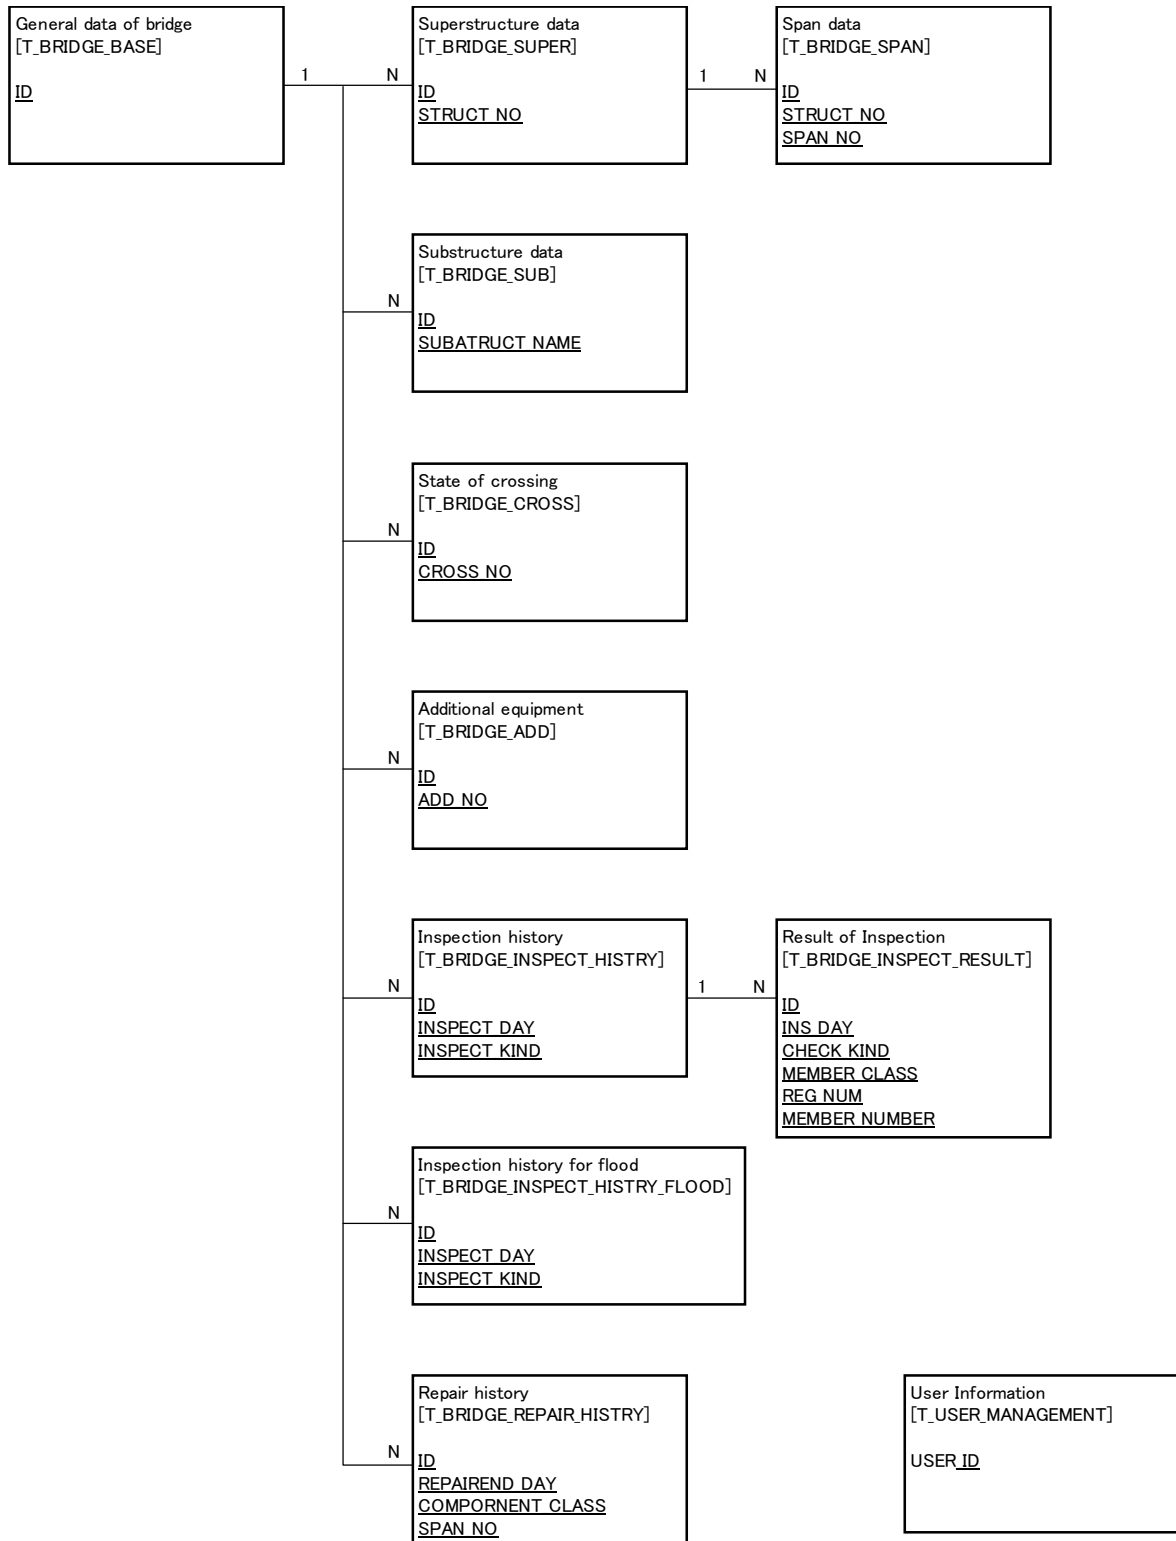 General data of bridge
[T_BRIDGE_BASE]
ID
1
N
Superstructure data
[T_BRIDGE_SUPER]
ID
STRUCT NO
1
N
Span data
[T_BRIDGE_SPAN]
ID
STRUCT NO
SPAN NO
N
Substructure data
[T_BRIDGE_SUB]
ID
SUBATRUCT NAME
N
State of crossing
[T_BRIDGE_CROSS]
ID
CROSS NO
N
Additional equipment
[T_BRIDGE_ADD]
ID
ADD NO
N
Inspection history
[T_BRIDGE_INSPECT_HISTRY]
ID
INSPECT DAY
INSPECT KIND
1
N
Result of Inspection
[T_BRIDGE_INSPECT_RESULT]
ID
INS DAY
CHECK KIND
MEMBER CLASS
REG NUM
MEMBER NUMBER
N
Inspection history for flood
[T_BRIDGE_INSPECT_HISTRY_FLOOD]
ID
INSPECT DAY
INSPECT KIND
N
Repair history
[T_BRIDGE_REPAIR_HISTRY]
ID
REPAIREND DAY
COMPORNENT CLASS
SPAN NO
User Information
[T_USER_MANAGEMENT]
USER ID